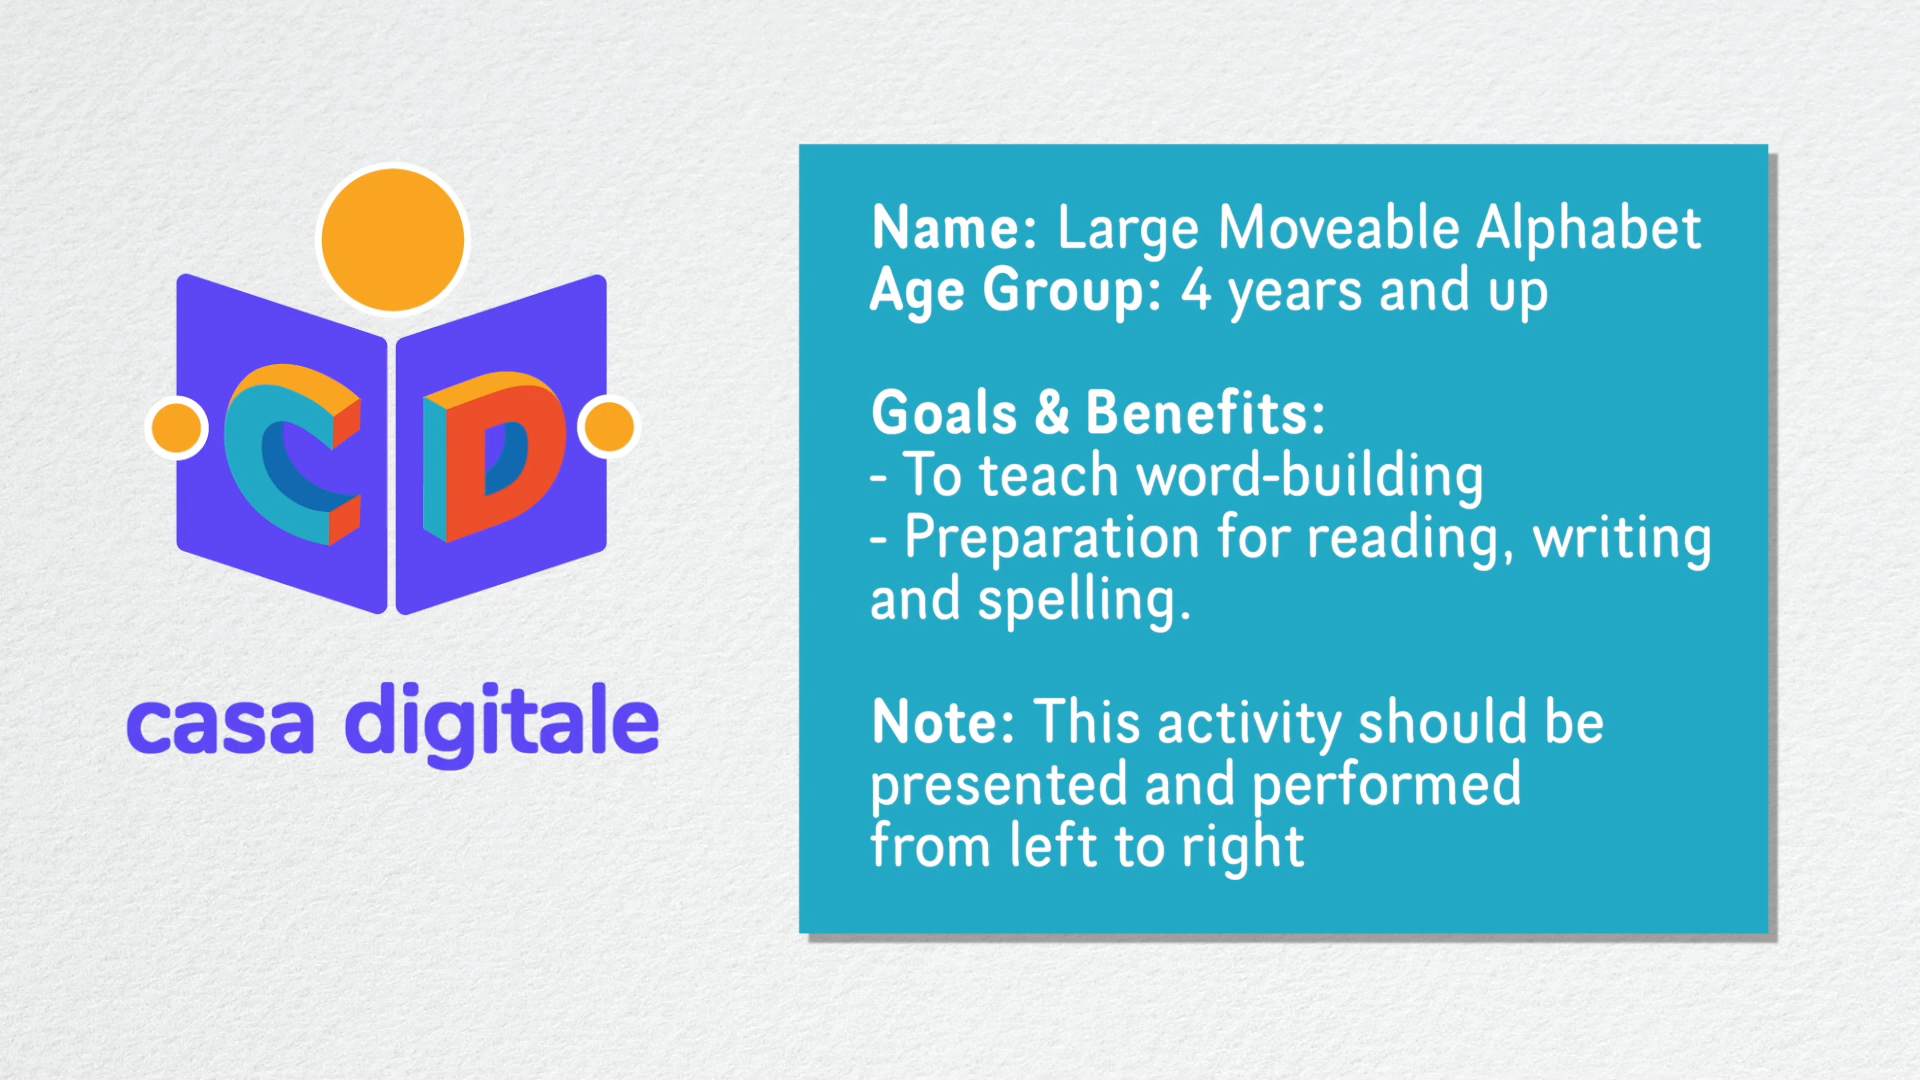 CD
casa digitale
Name: Large Moveable Alphabet
Age Group: 4 years and up
Goals & Benefits:
- To teach word-building
- Preparation for reading, writing
and spelling.
Note: This activity should be
presented and performed
from left to right